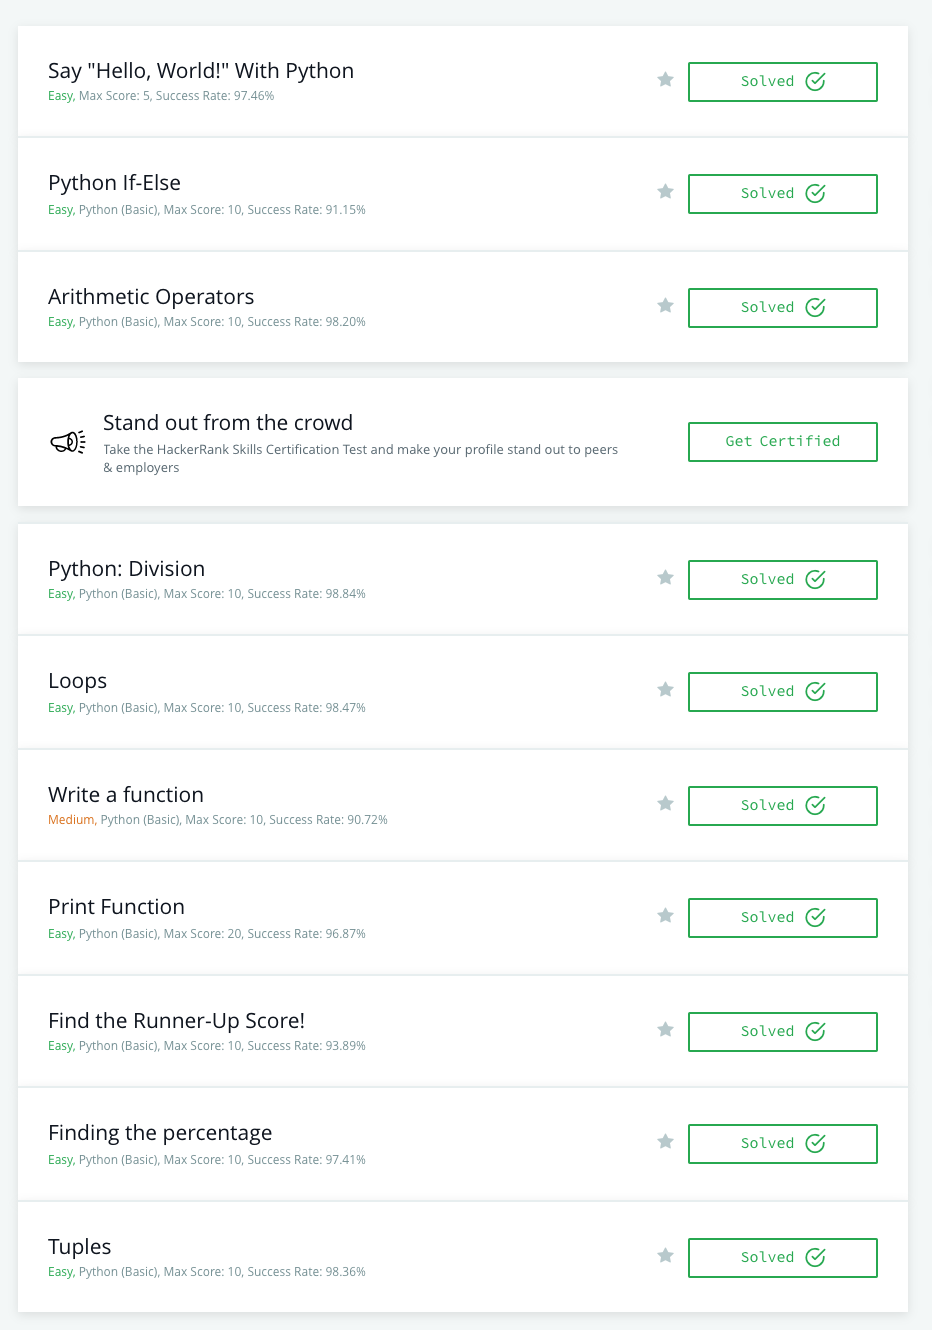 Say "Hello, World!" With Python
Easy, Max Score: 5, Success Rate: 97.46%
Solved
Python If-Else
Easy, Python (Basic), Max Score: 10, Success Rate: 91.15%
Solved
Arithmetic Operators
Easy, Python (Basic), Max Score: 10, Success Rate: 98.20%
Solved
Stand out from the crowd
Take the HackerRank Skills Certification Test and make your profile stand out to peers
& employers
Get Certified
Python: Division
Easy, Python (Basic), Max Score: 10, Success Rate: 98.84%
Solved
Loops
Easy, Python (Basic), Max Score: 10, Success Rate: 98.47%
Solved
Write a function
Medium, Python (Basic), Max Score: 10, Success Rate: 90.72%
Solved
Print Function
Easy, Python (Basic), Max Score: 20, Success Rate: 96.87%
Solved
Find the Runner-Up Score!
Easy, Python (Basic), Max Score: 10, Success Rate: 93.89%
Solved
Finding the percentage
Easy, Python (Basic), Max Score: 10, Success Rate: 97.41%
Solved
Tuples
Easy, Python (Basic), Max Score: 10, Success Rate: 98.36%
Solved